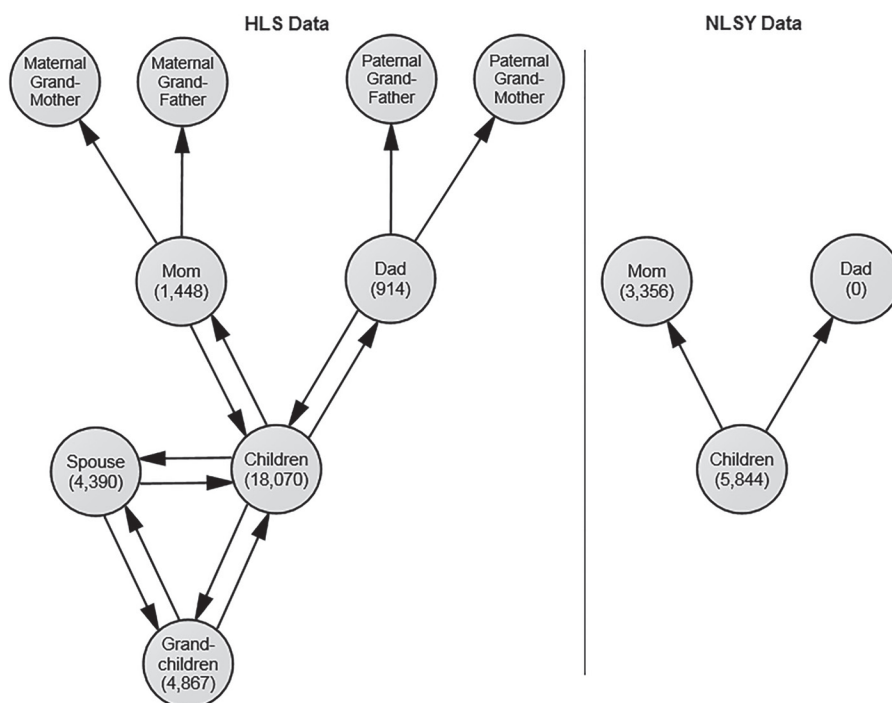 HLS Data
NLSY Data
Maternal
Grand-
Mother
Maternal
Grand-
Father
Paternal
Grand-
Father
Paternal
Grand-
Mother
Mom
(1,448)
Dad
(914)
Mom
(3,356)
Dad
(0)
Spouse
(4,390)
Children
(18,070)
Children
(5,844)
Grand-
children
(4,867)